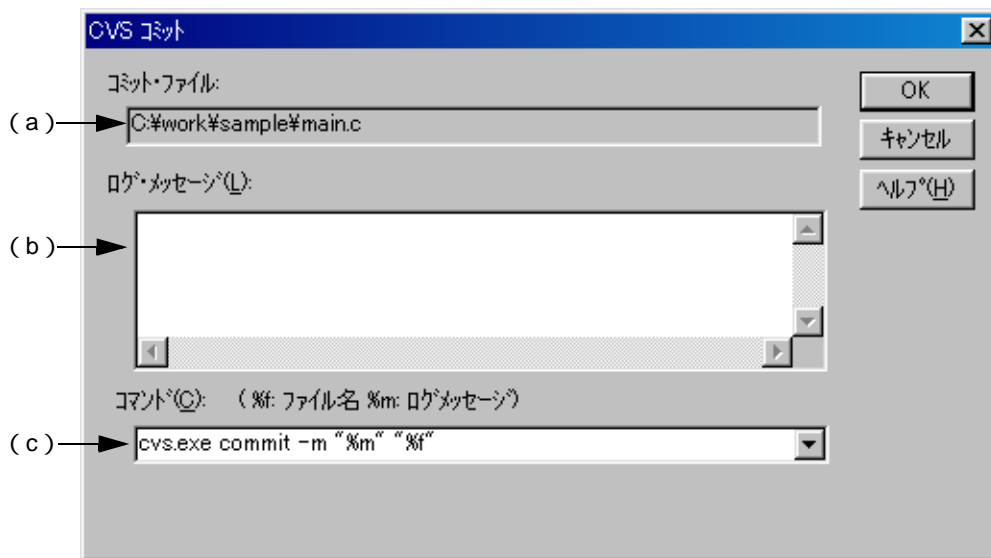 CVS ｺﾐｯﾄ
ｺﾐｯﾄ･ﾌｧｲﾙ:
OK
(a) C:¥work¥sample¥main.c
ｷｬﾝｾﾙ
ﾛｸﾞ･ﾒｯｾｰｼﾞ(L):
ﾍﾙﾌﾟ(H)
(b)
ｺﾏﾝﾄﾞ(C): ( %f: ﾌｧｲﾙ名 %m: ﾛｸﾞﾒｯｾｰｼﾞ)
(c) cvs.exe commit -m "%m" "%f"